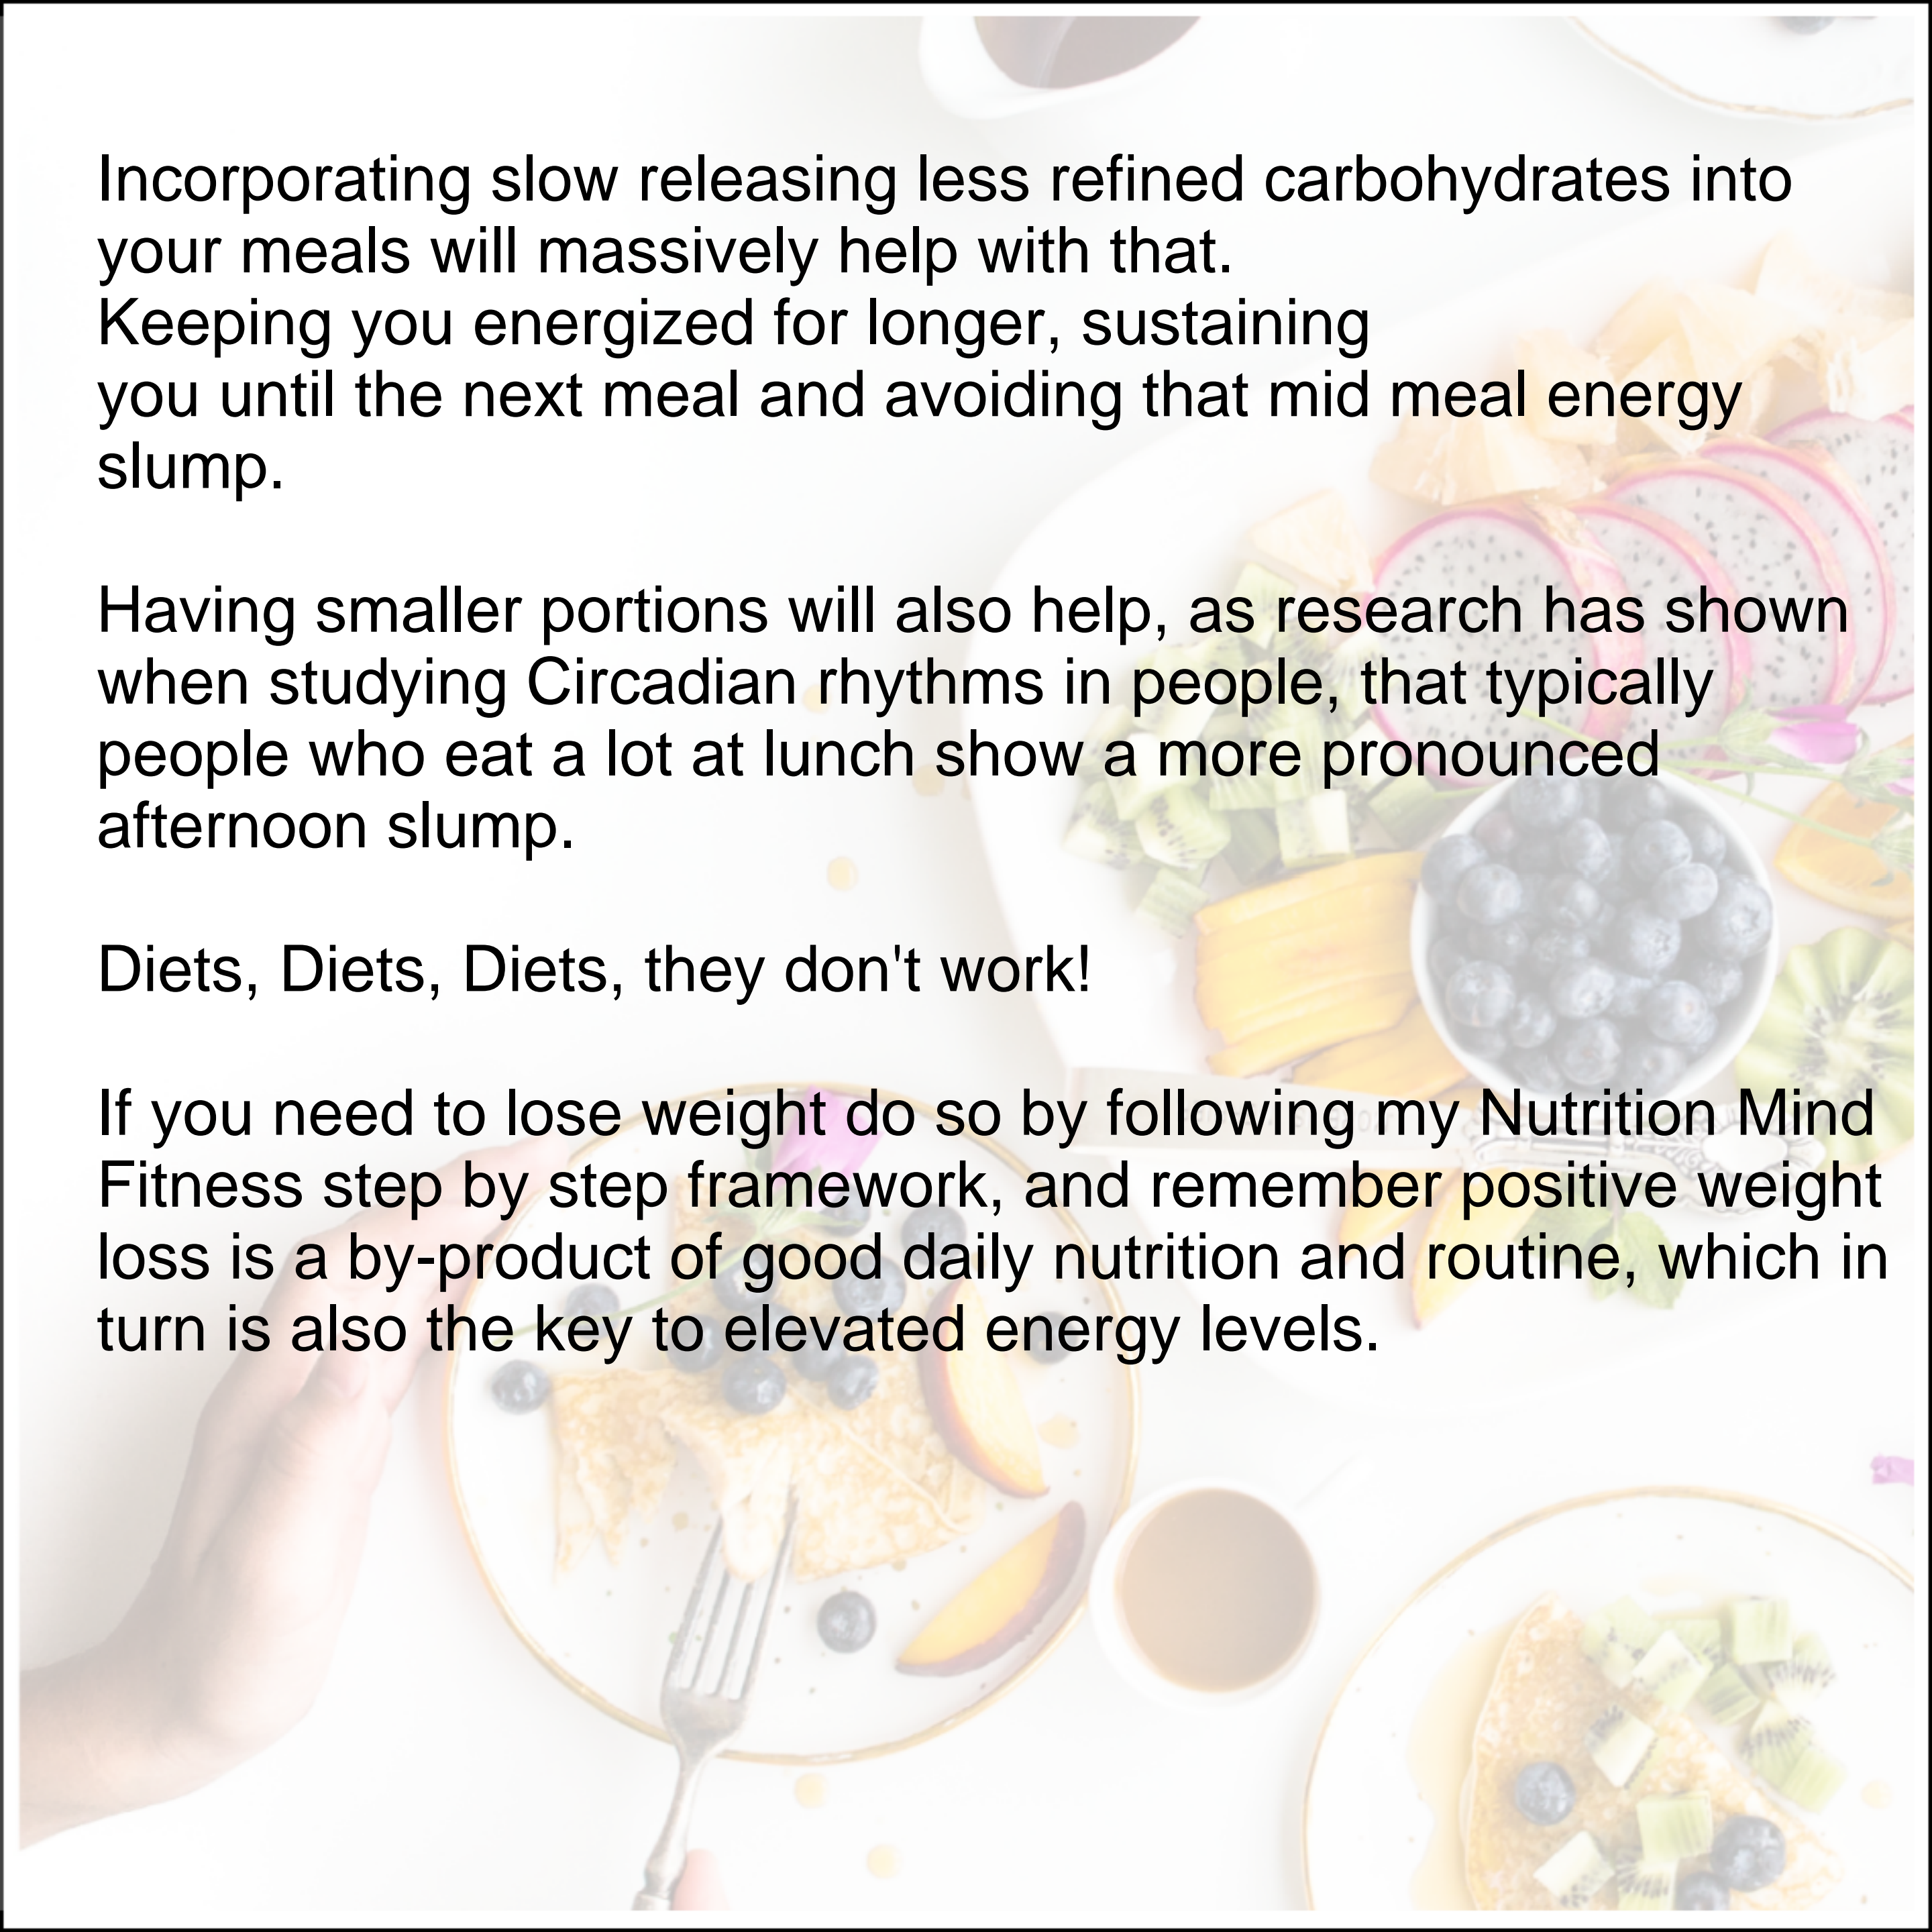 Incorporating slow releasing less refined carbohydrates into
your meals will massively help with that.
Keeping you energized for longer, sustaining
you until the next meal and avoiding that mid meal energy
slump.
Having smaller portions will also help, as research has shown
when studying Circadian rhythms in people, that typically
people who eat a lot at lunch show a more pronounced
afternoon slump.
Diets, Diets, Diets, they don't work!
If you need to lose weight do so by following my Nutrition Mind
Fitness step by step framework, and remember positive weight
loss is a by-product of good daily nutrition and routine, which in
turn is also the key to elevated energy levels.